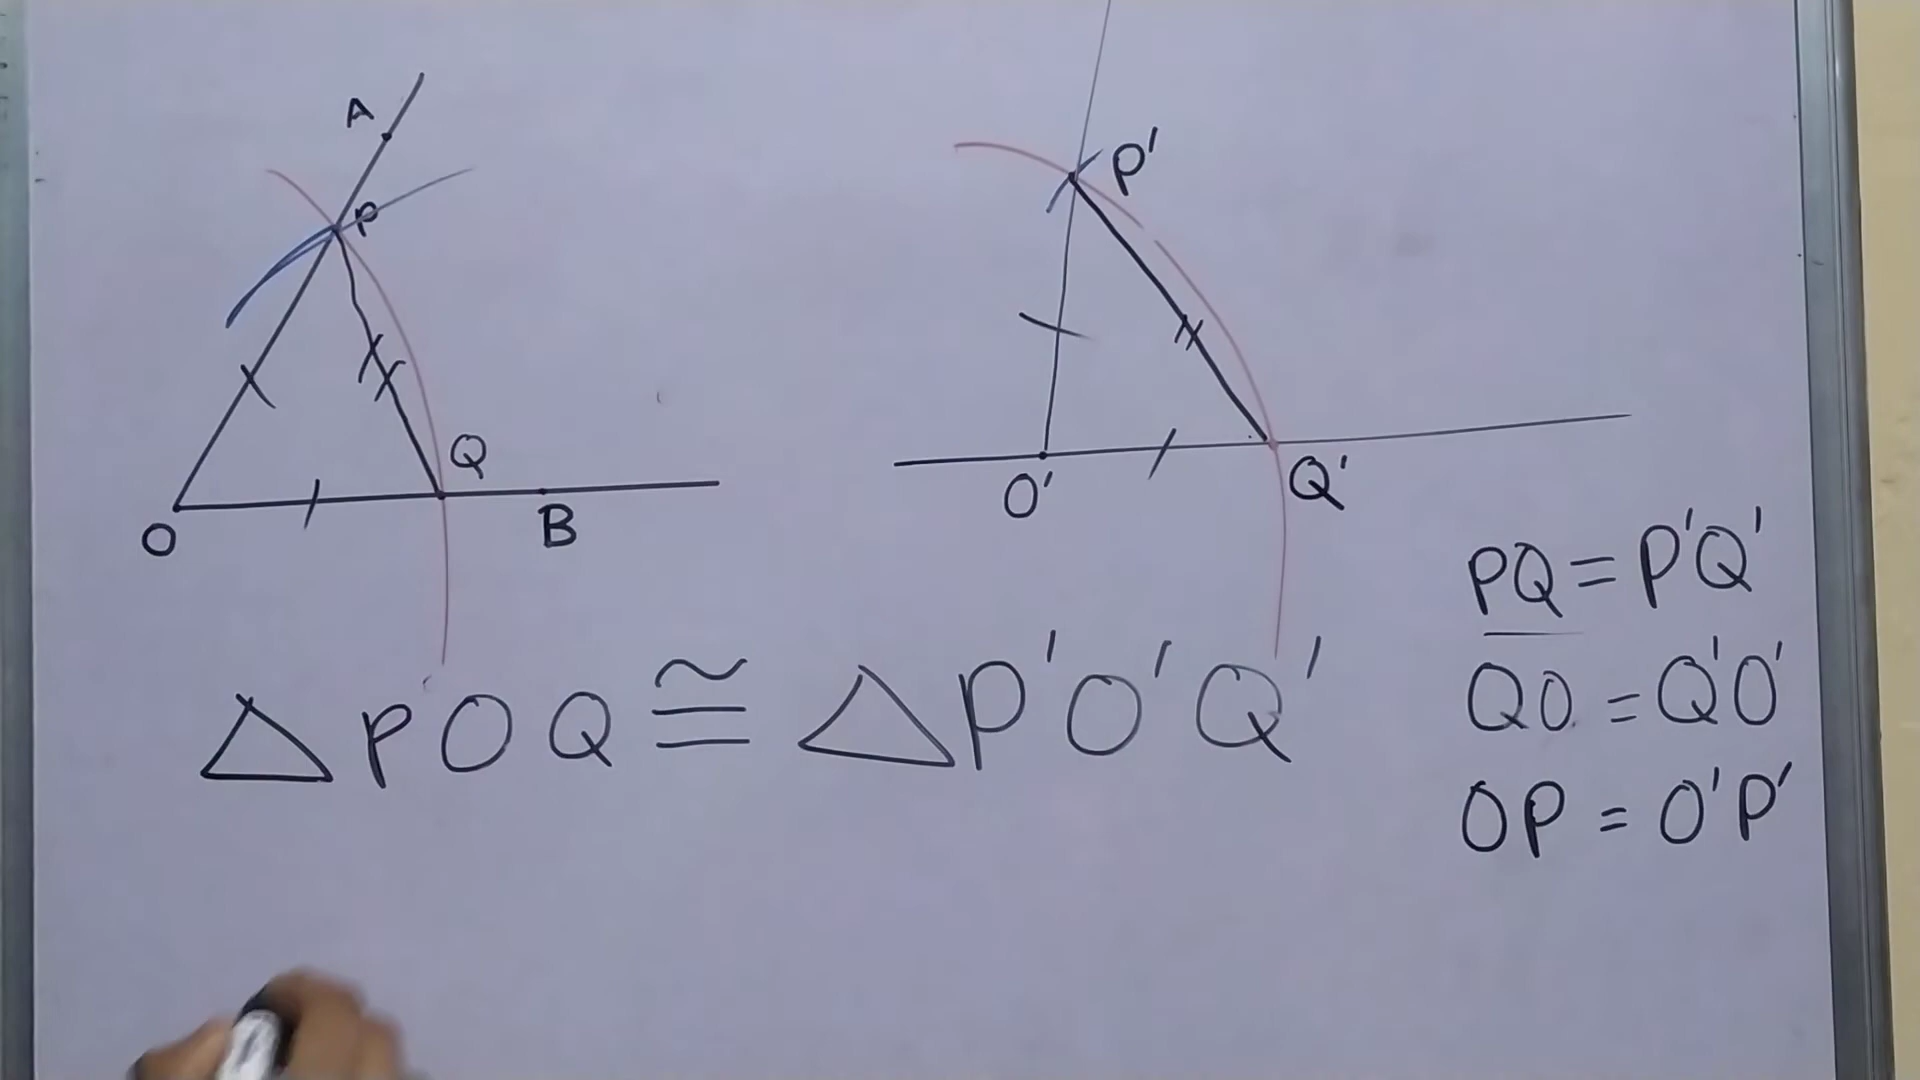 A
P
Q
O
B
P'
O'
Q'
PQ = P'Q'
QO = Q'O'
OP = O'P'
△POQ ≅ △P'O'Q'